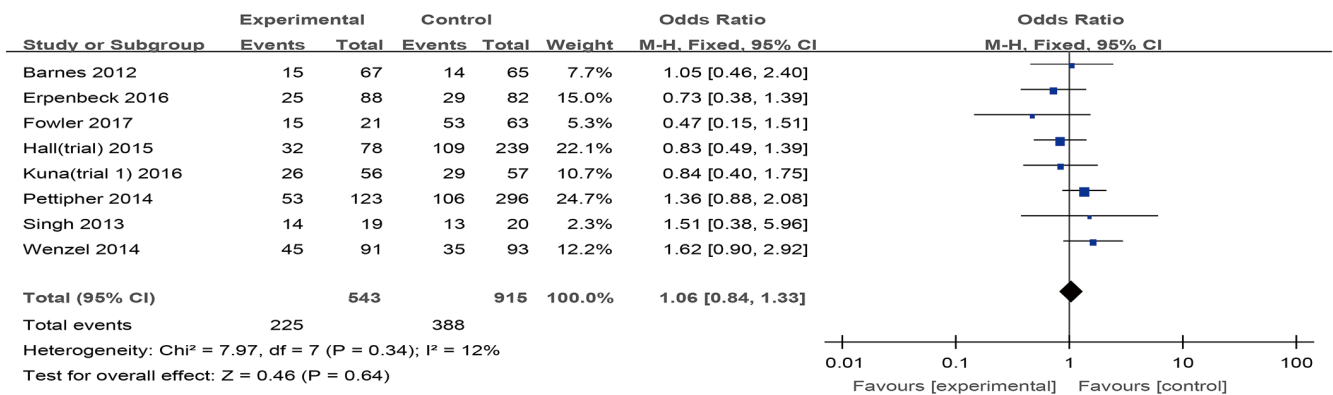 Experimental Control Odds Ratio Odds Ratio
Study or Subgroup Events Total Events Total Weight M-H, Fixed, 95% CI M-H, Fixed, 95% CI
Barnes 2012 15 67 14 65 7.7% 1.05 [0.46, 2.40]
Erpenbeck 2016 25 88 29 82 15.0% 0.73 [0.38, 1.39]
Fowler 2017 15 21 53 63 5.3% 0.47 [0.15, 1.51]
Hall(trial) 2015 32 78 109 239 22.1% 0.83 [0.49, 1.39]
Kuna(trial 1) 2016 26 56 29 57 10.7% 0.84 [0.40, 1.75]
Pettipher 2014 53 123 106 296 24.7% 1.36 [0.88, 2.08]
Singh 2013 14 19 13 20 2.3% 1.51 [0.38, 5.96]
Wenzel 2014 45 91 35 93 12.2% 1.62 [0.90, 2.92]
Total (95% CI) 543 915 100.0% 1.06 [0.84, 1.33]
Total events 225 388
Heterogeneity: Chi² = 7.97, df = 7 (P = 0.34); I² = 12%
Test for overall effect: Z = 0.46 (P = 0.64)
0.01 0.1 1 10 100
Favours [experimental] Favours [control]